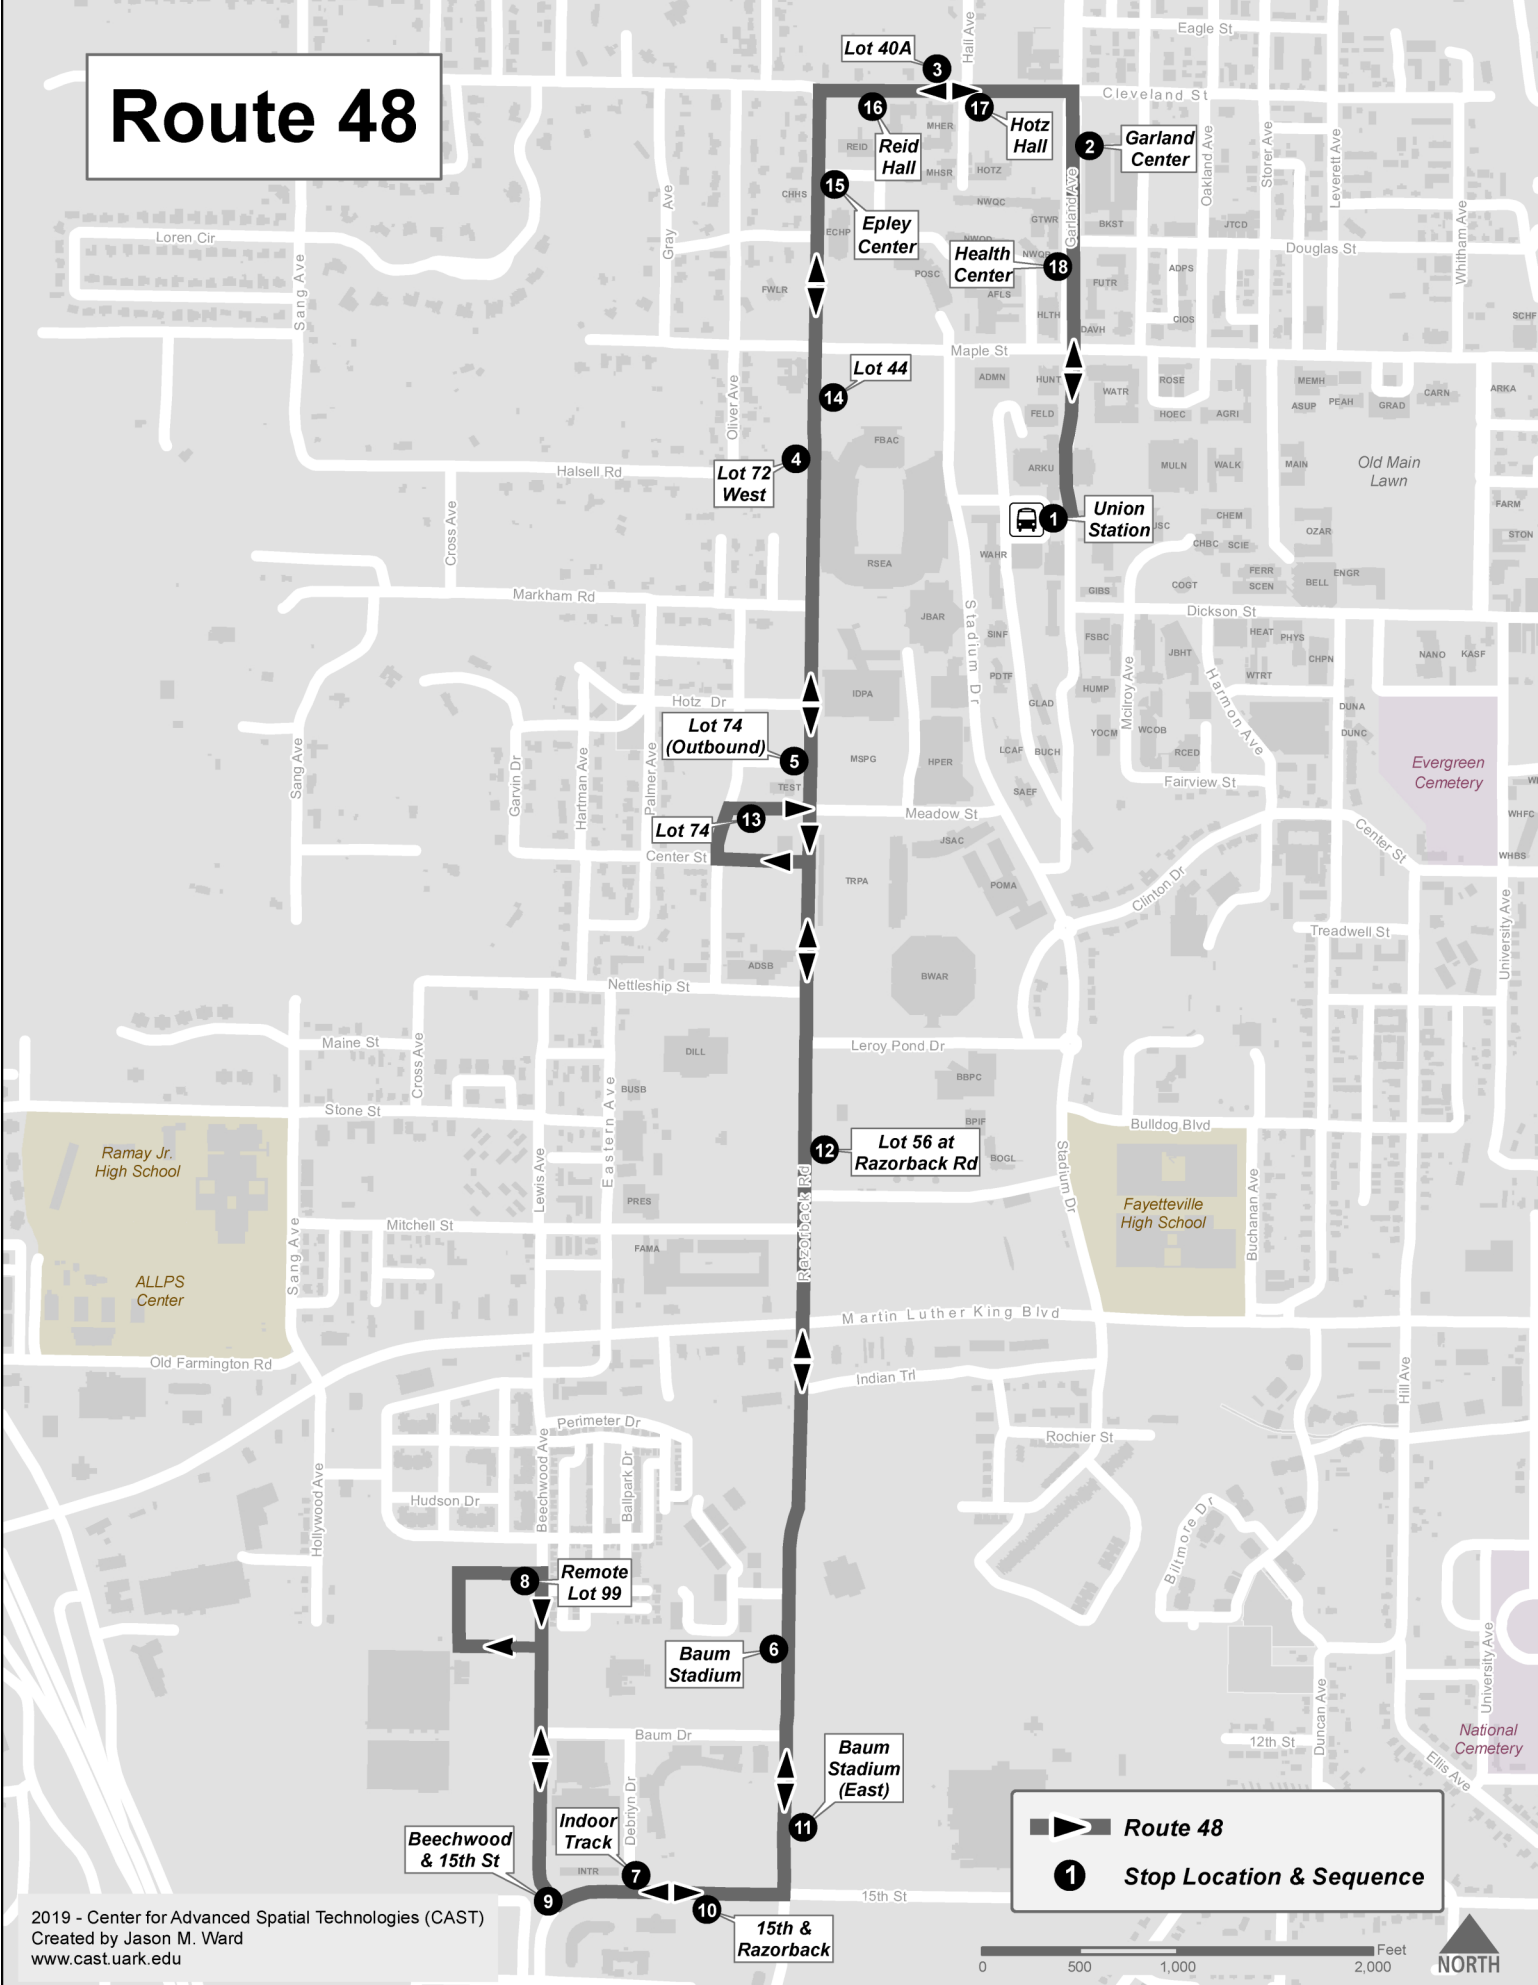 Route 48
Eagle St
Hall Ave
Lot 40A
3
Cleveland St
16
17
Hotz
Hall
2
Garland
Center
MHER
REID
Reid
Hall
MHSR
HOTZ
Oakland Ave
Storer Ave
Leverett Ave
Garland Ave
CHHS
15
NWQC
GTWR
BKST
JTCD
Gray Ave
Whitham Ave
Loren Cir
ECHP
Epley
Center
Health
Center
18
Douglas St
Sang Ave
POSC
ADPS
FUTR
FWLR
AFLS
HLTH
DAVH
CIOS
SCHF
Maple St
Lot 44
14
ADMN
HUNT
WATR
ROSE
MEMH
CARN
ARKA
Oliver Ave
FELD
HOEC
AGRI
ASUP
PEAH
GRAD
FBAC
4
Halsell Rd
Lot 72
West
ARKU
MULN
WALK
MAIN
Old Main
Lawn
Cross Ave
1
Union
Station
CHEM
OZAR
FARM
STON
WAHR
CHBC
SCIE
RSEA
FERR
SCEN
BELL
ENGR
COGT
GIBS
Markham Rd
Dickson St
JBAR
Stadium Dr
SINF
FSBC
HEAT
PHYS
JBHT
CHPN
NANO
KASF
Mcilroy Ave
Harmon Ave
PDTF
WTRT
HUMP
IDPA
Hotz Dr
GLAD
DUNA
Lot 74
(Outbound)
5
YOCM
WCOB
DUNC
Sang Ave
Garvin Dr
Hartman Ave
Palmer Ave
MSPG
HPER
LCAF
BUCH
RCED
Evergreen
Cemetery
Fairview St
TEST
SAEF
13
Lot 74
Meadow St
WHFC
Center St
Center St
JSAC
WHBS
TRPA
POMA
Clinton Dr
University Ave
Treadwell St
ADSB
BWAR
Nettleship St
Maine St
Cross Ave
DILL
Leroy Pond Dr
BBPC
BUSB
Stone St
Eastern Ave
BPIF
Bulldog Blvd
Ramay Jr.
High School
12
Lot 56 at
Razorback Rd
BOGL
Lewis Ave
Razorback Rd
Stadium Dr
Buchanan Ave
PRES
Fayetteville
High School
Sang Ave
Mitchell St
FAMA
ALLPS
Center
Martin Luther King Blvd
Old Farmington Rd
Indian Trl
Hill Ave
Perimeter Dr
Rochier St
Beechwood Ave
Ballpark Dr
Hollywood Ave
Hudson Dr
Biltmore Dr
8
Remote
Lot 99
6
Baum
Stadium
University Ave
Duncan Ave
Baum Dr
12th St
National
Cemetery
Ellis Ave
Baum
Stadium
(East)
Debriyn Dr
Indoor
Track
11
Beechwood
& 15th St
INTR
7
9
10
15th St
15th &
Razorback
Route 48
1
Stop Location & Sequence
2019 - Center for Advanced Spatial Technologies (CAST)
Created by Jason M. Ward
www.cast.uark.edu
Feet
0
500
1,000
2,000
NORTH